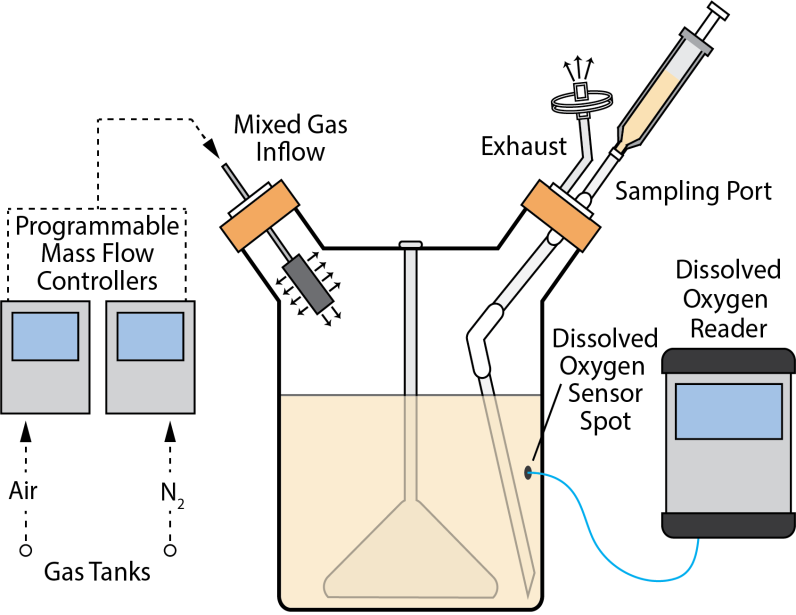 Mixed Gas
Inflow
Exhaust
Sampling Port
Programmable
Mass Flow
Controllers
Dissolved
Oxygen
Reader
Dissolved
Oxygen
Sensor
Spot
Air
N₂
Gas Tanks